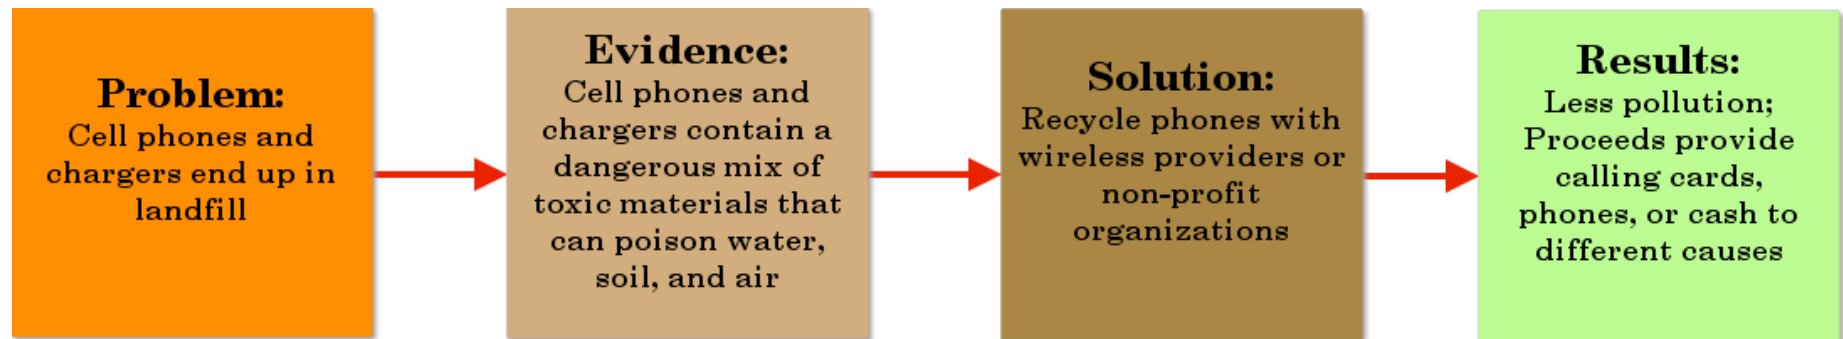 Problem:
Cell phones and
chargers end up in
landfill
Evidence:
Cell phones and
chargers contain a
dangerous mix of
toxic materials that
can poison water,
soil, and air
Solution:
Recycle phones with
wireless providers or
non-profit
organizations
Results:
Less pollution;
Proceeds provide
calling cards,
phones, or cash to
different causes